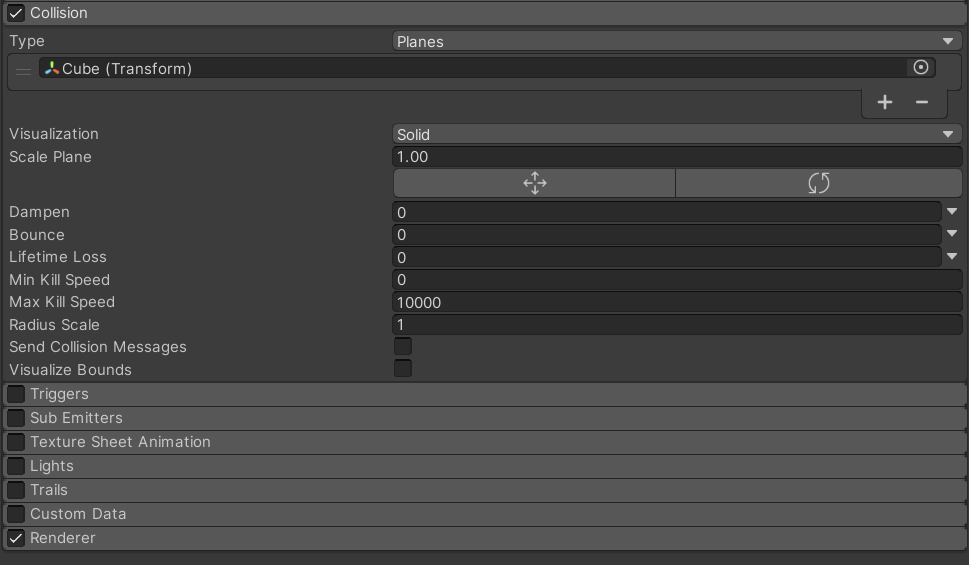 Collision
Type Planes
Cube (Transform)
Visualization Solid
Scale Plane 1.00
Dampen 0
Bounce 0
Lifetime Loss 0
Min Kill Speed 0
Max Kill Speed 10000
Radius Scale 1
Send Collision Messages
Visualize Bounds
Triggers
Sub Emitters
Texture Sheet Animation
Lights
Trails
Custom Data
Renderer